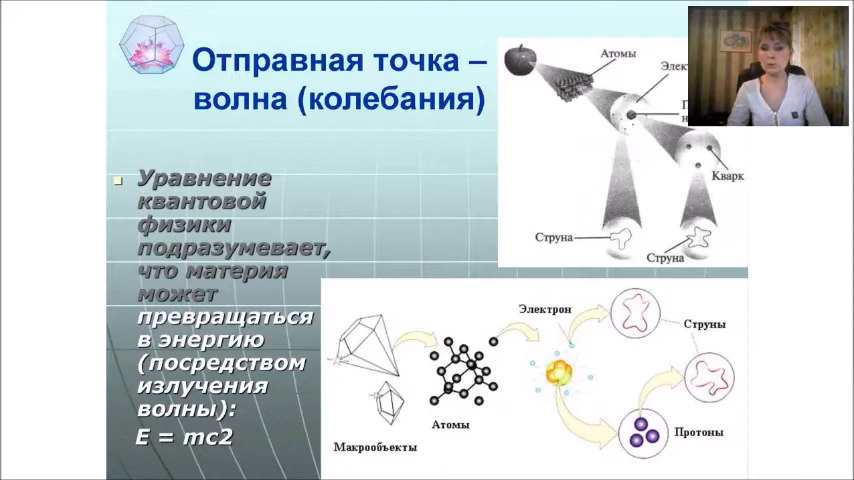 Отправная точка –
волна (колебания)
Уравнение
квантовой
физики
подразумевает,
что материя
может
превращаться
в энергию
(посредством
излучения
волны):
E = mc2
Атомы
Кварк
Струна
Струна
Электрон
Струны
Атомы
Протоны
Макрообъекты